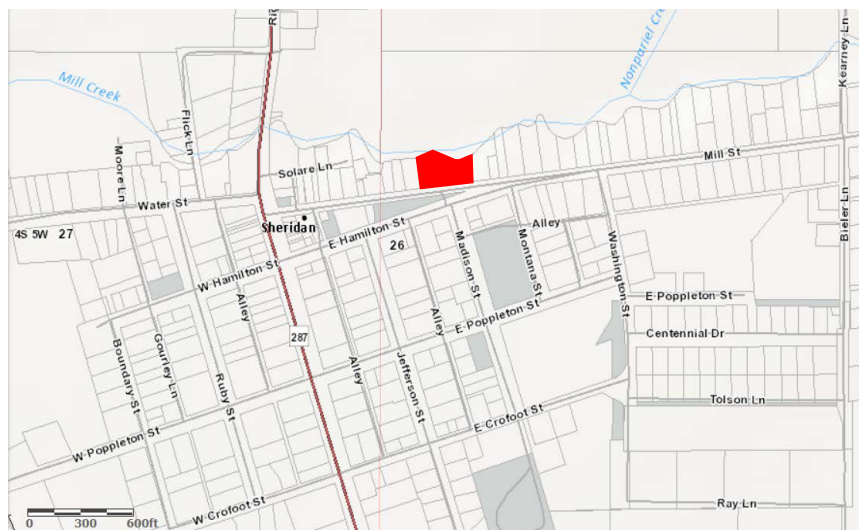 Kearney Ln
Nonpariel Cre
Rig
Mill Creek
Flick Ln
Moore Ln
Solare Ln
Mill St
Water St
Bieler Ln
4S 5W 27
Sheridan
E Hamilton St
26
Alley
Madison St
Montana St
Washington St
W Hamilton St
Alley
E Poppleton St
E Poppleton St
Alley
287
Centennial Dr
Boundary St
Gourley Ln
Ruby St
Alley
Jefferson St
Tolson Ln
E Crofoot St
W Poppleton St
W Crofoot St
Ray Ln
0 300 600ft